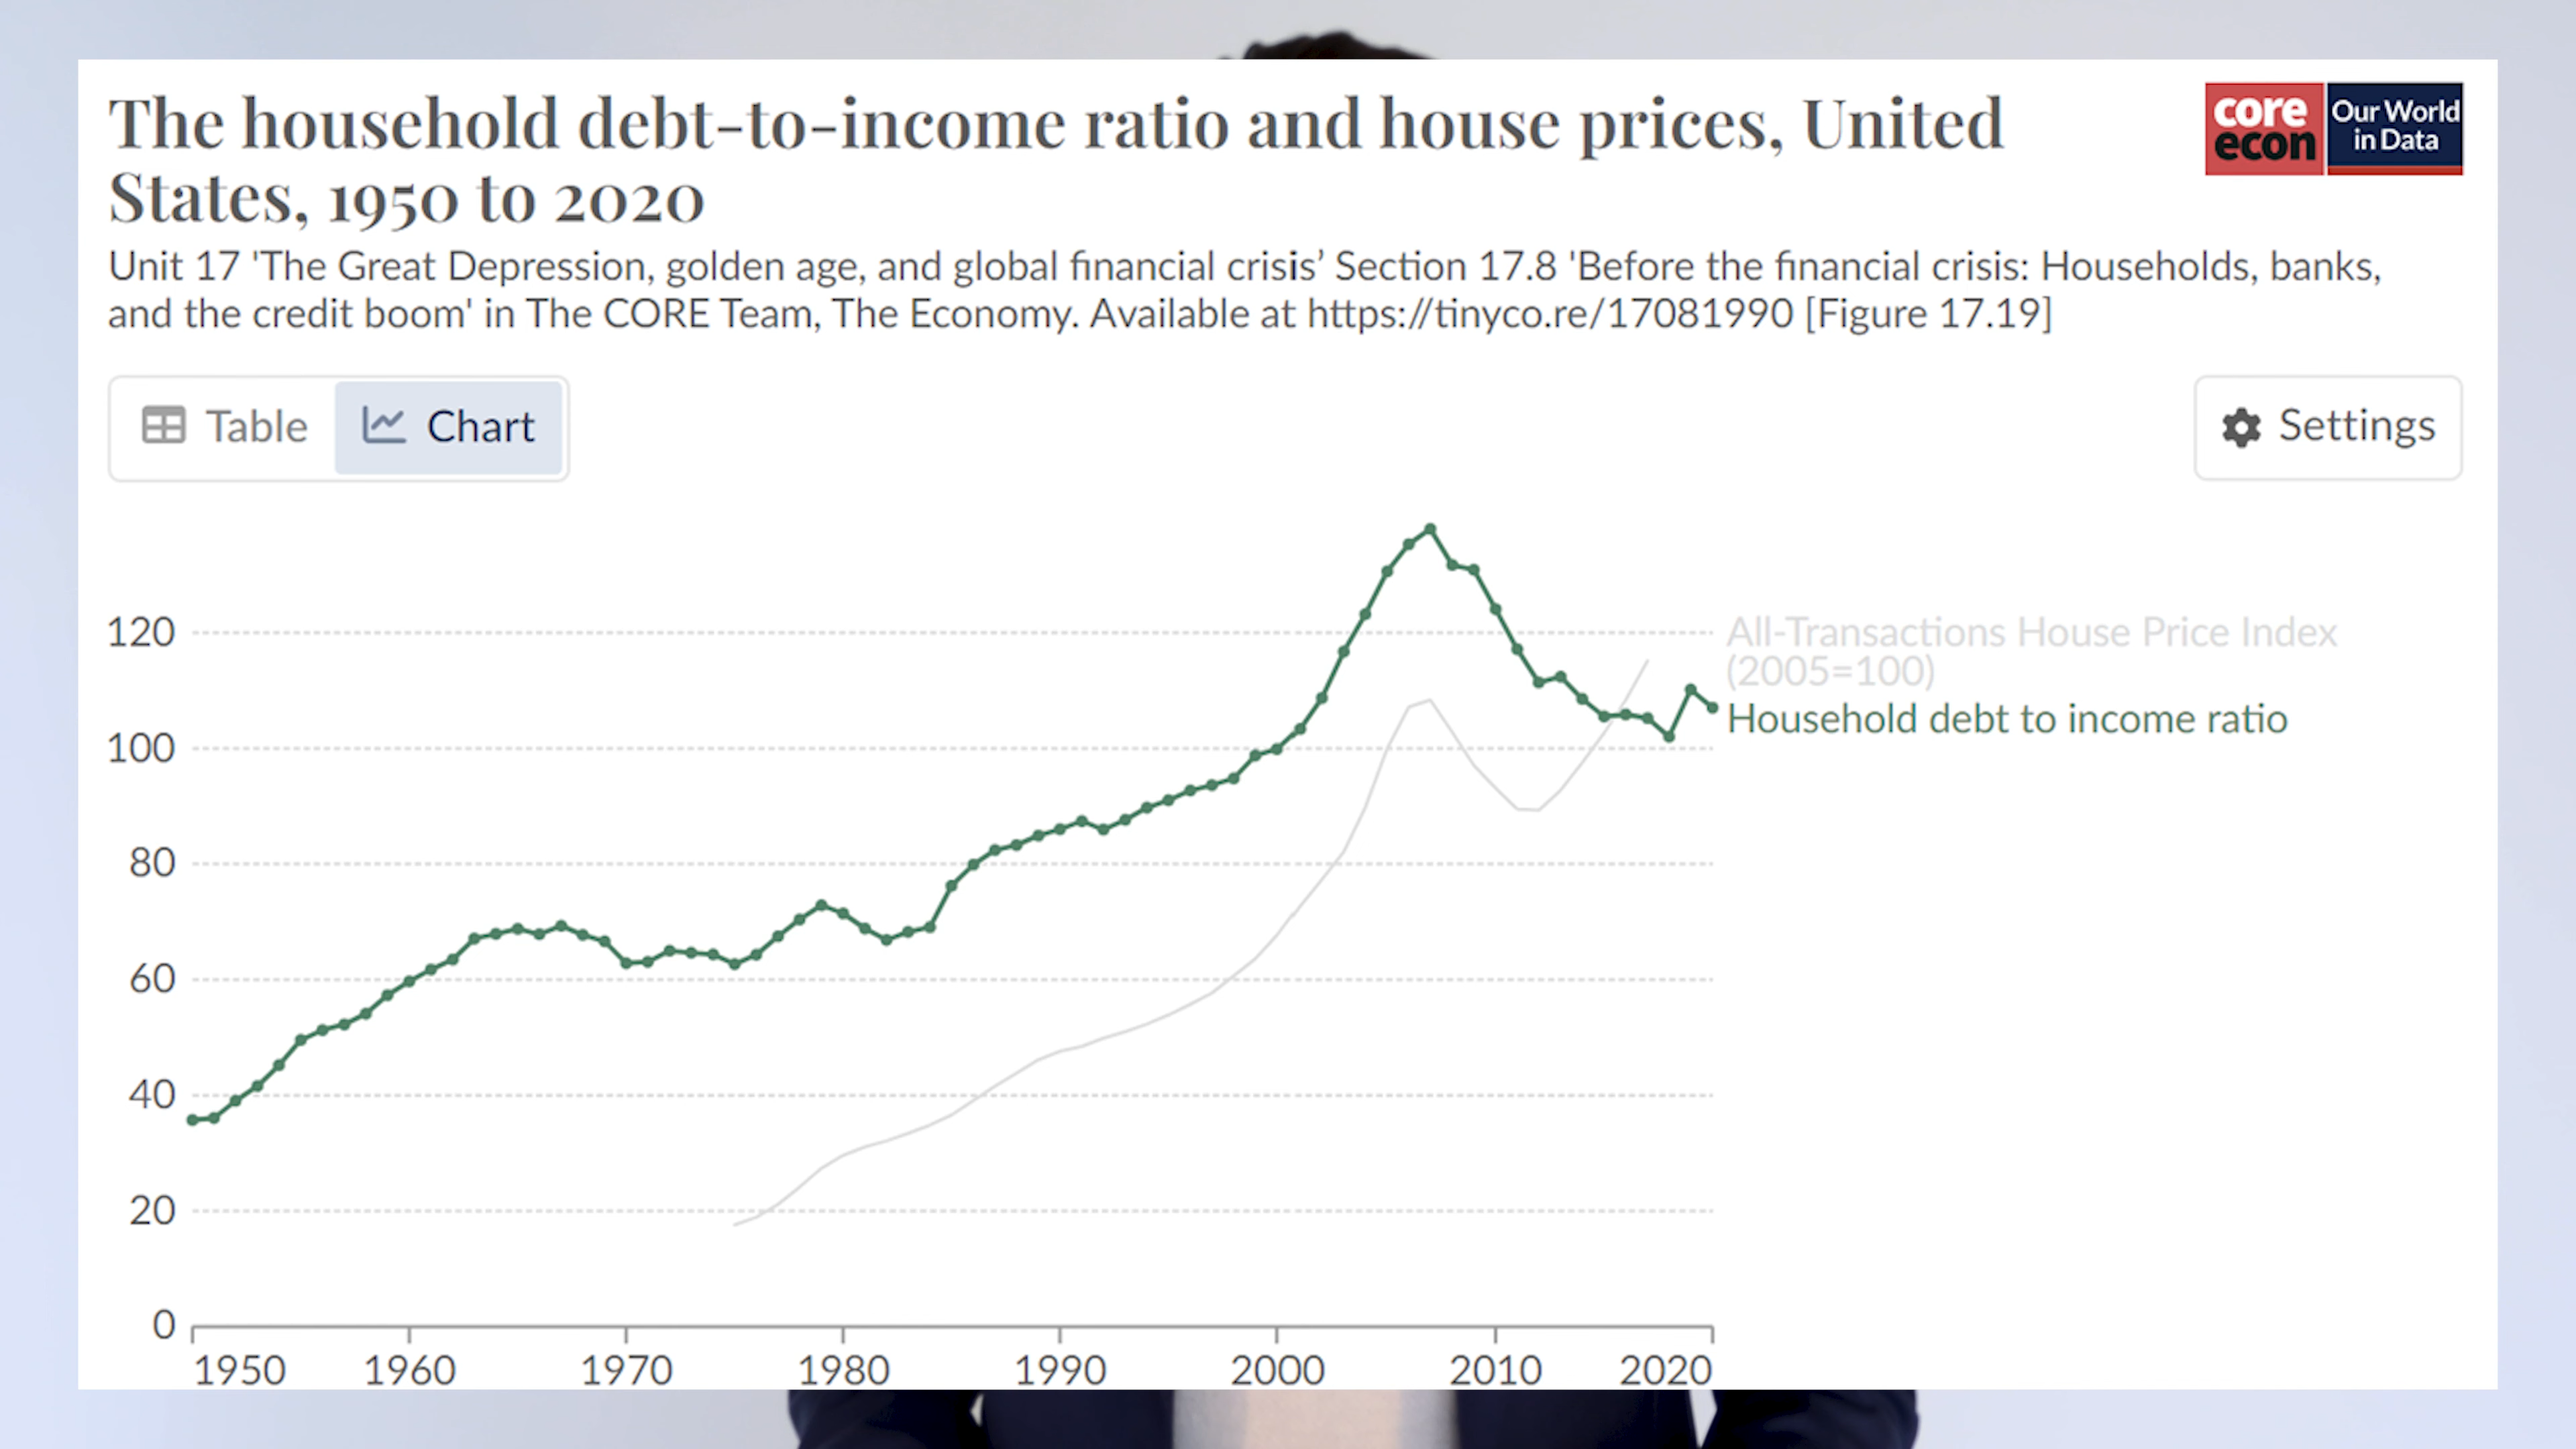 The household debt-to-income ratio and house prices, United
States, 1950 to 2020
core
econ
Our World
in Data
Unit 17 'The Great Depression, golden age, and global financial crisis’ Section 17.8 'Before the financial crisis: Households, banks,
and the credit boom' in The CORE Team, The Economy. Available at https://tinyco.re/17081990 [Figure 17.19]
Table
Chart
Settings
120
100
80
60
40
20
0
All-Transactions House Price Index
(2005=100)
Household debt to income ratio
1950 1960 1970 1980 1990 2000 2010 2020